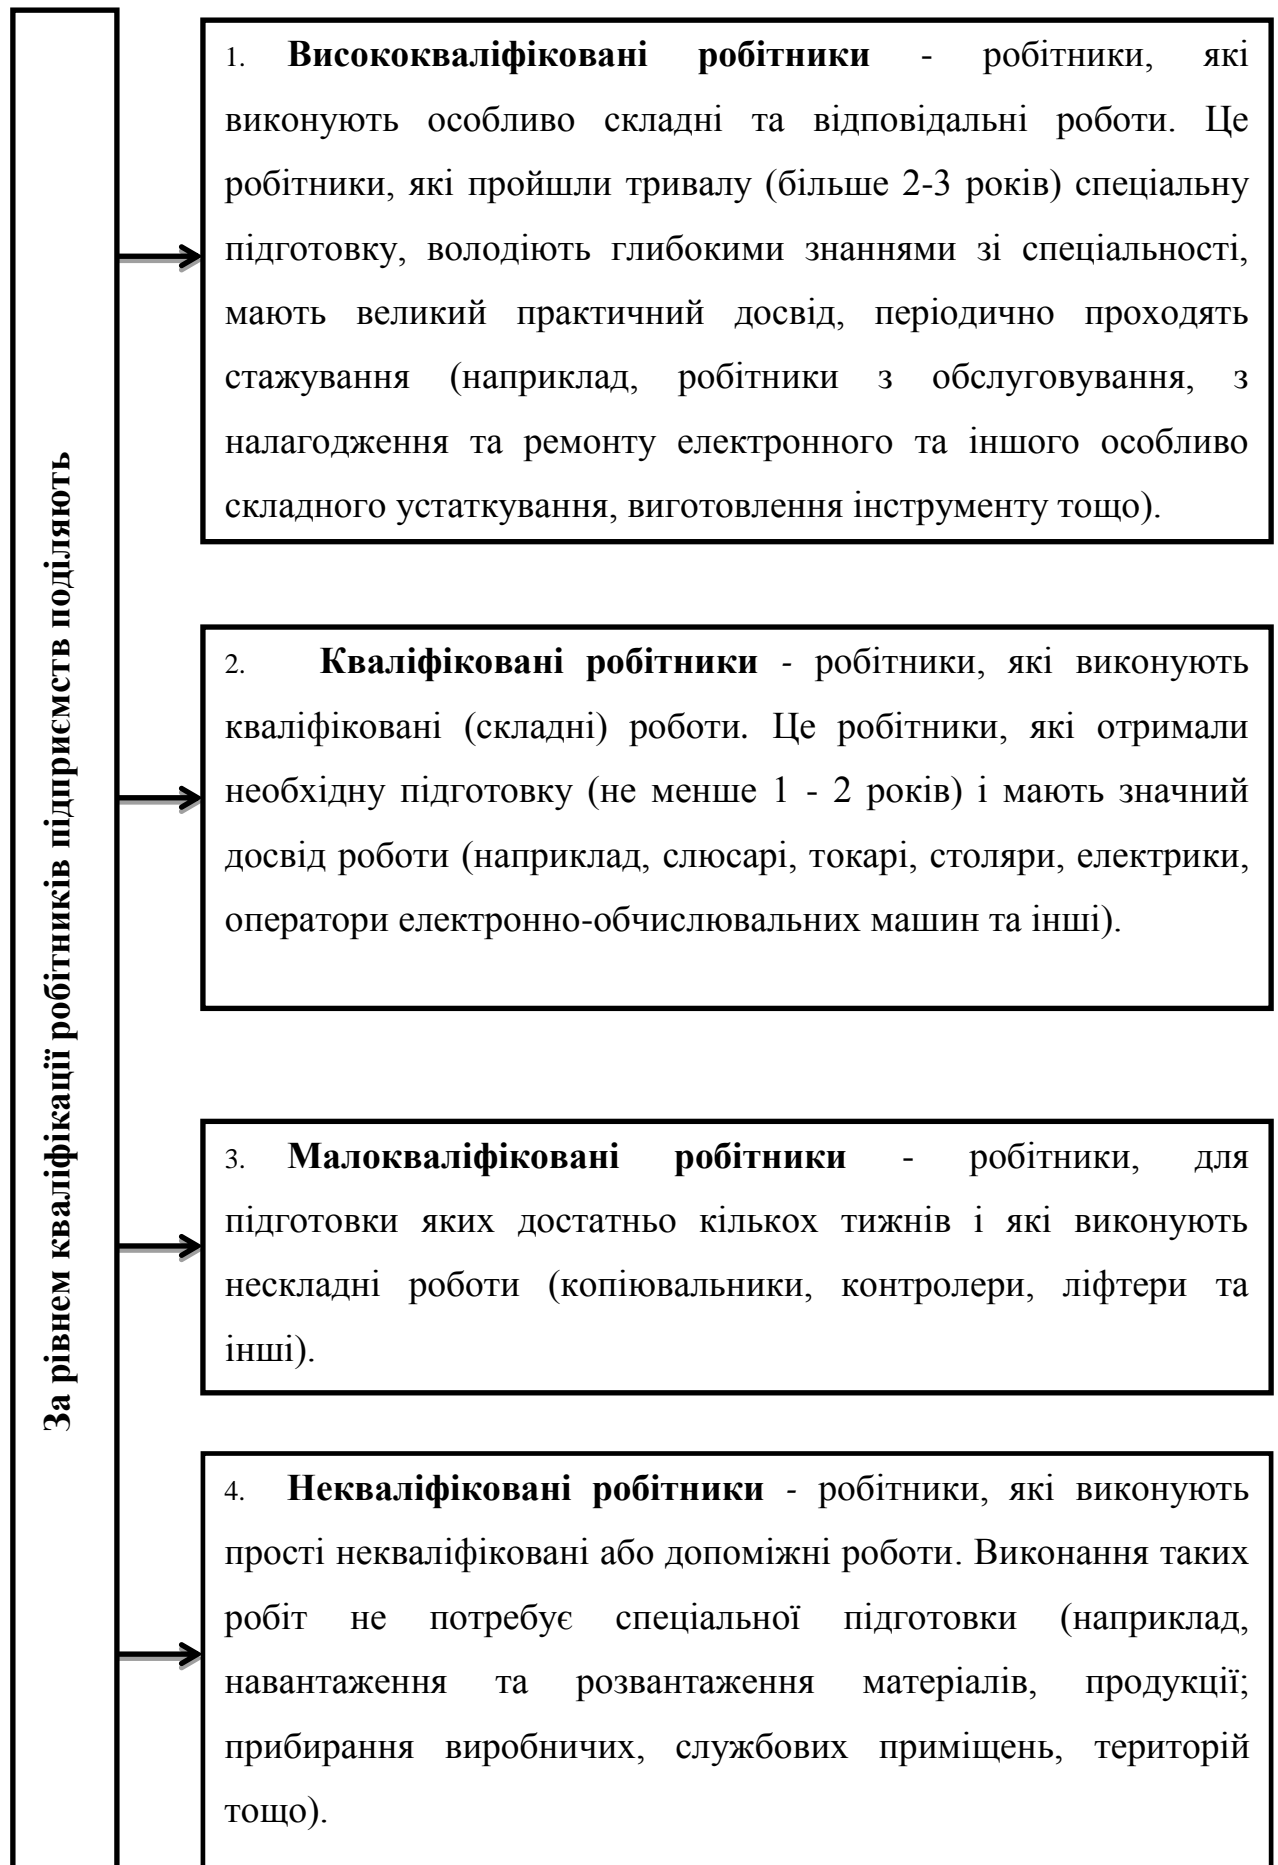 За рівнем кваліфікації робітників підприємств поділяють
1. Висококваліфіковані робітники - робітники, які
виконують особливо складні та відповідальні роботи. Це
робітники, які пройшли тривалу (більше 2-3 років) спеціальну
підготовку, володіють глибокими знаннями зі спеціальності,
мають великий практичний досвід, періодично проходять
стажування (наприклад, робітники з обслуговування, з
налагодження та ремонту електронного та іншого особливо
складного устаткування, виготовлення інструменту тощо).
2. Кваліфіковані робітники - робітники, які виконують
кваліфіковані (складні) роботи. Це робітники, які отримали
необхідну підготовку (не менше 1 - 2 років) і мають значний
досвід роботи (наприклад, слюсарі, токарі, столяри, електрики,
оператори електронно-обчислювальних машин та інші).
3. Малокваліфіковані робітники - робітники, для
підготовки яких достатньо кількох тижнів і які виконують
нескладні роботи (копіювальники, контролери, ліфтери та
інші).
4. Некваліфіковані робітники - робітники, які виконують
прості некваліфіковані або допоміжні роботи. Виконання таких
робіт не потребує спеціальної підготовки (наприклад,
навантаження та розвантаження матеріалів, продукції;
прибирання виробничих, службових приміщень, територій
тощо).